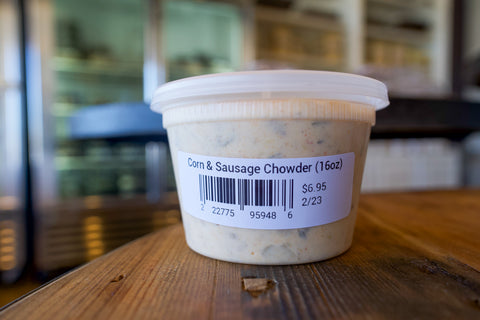 Corn & Sausage Chowder (16oz)
$6.95
2/23
2 22775 95948 6